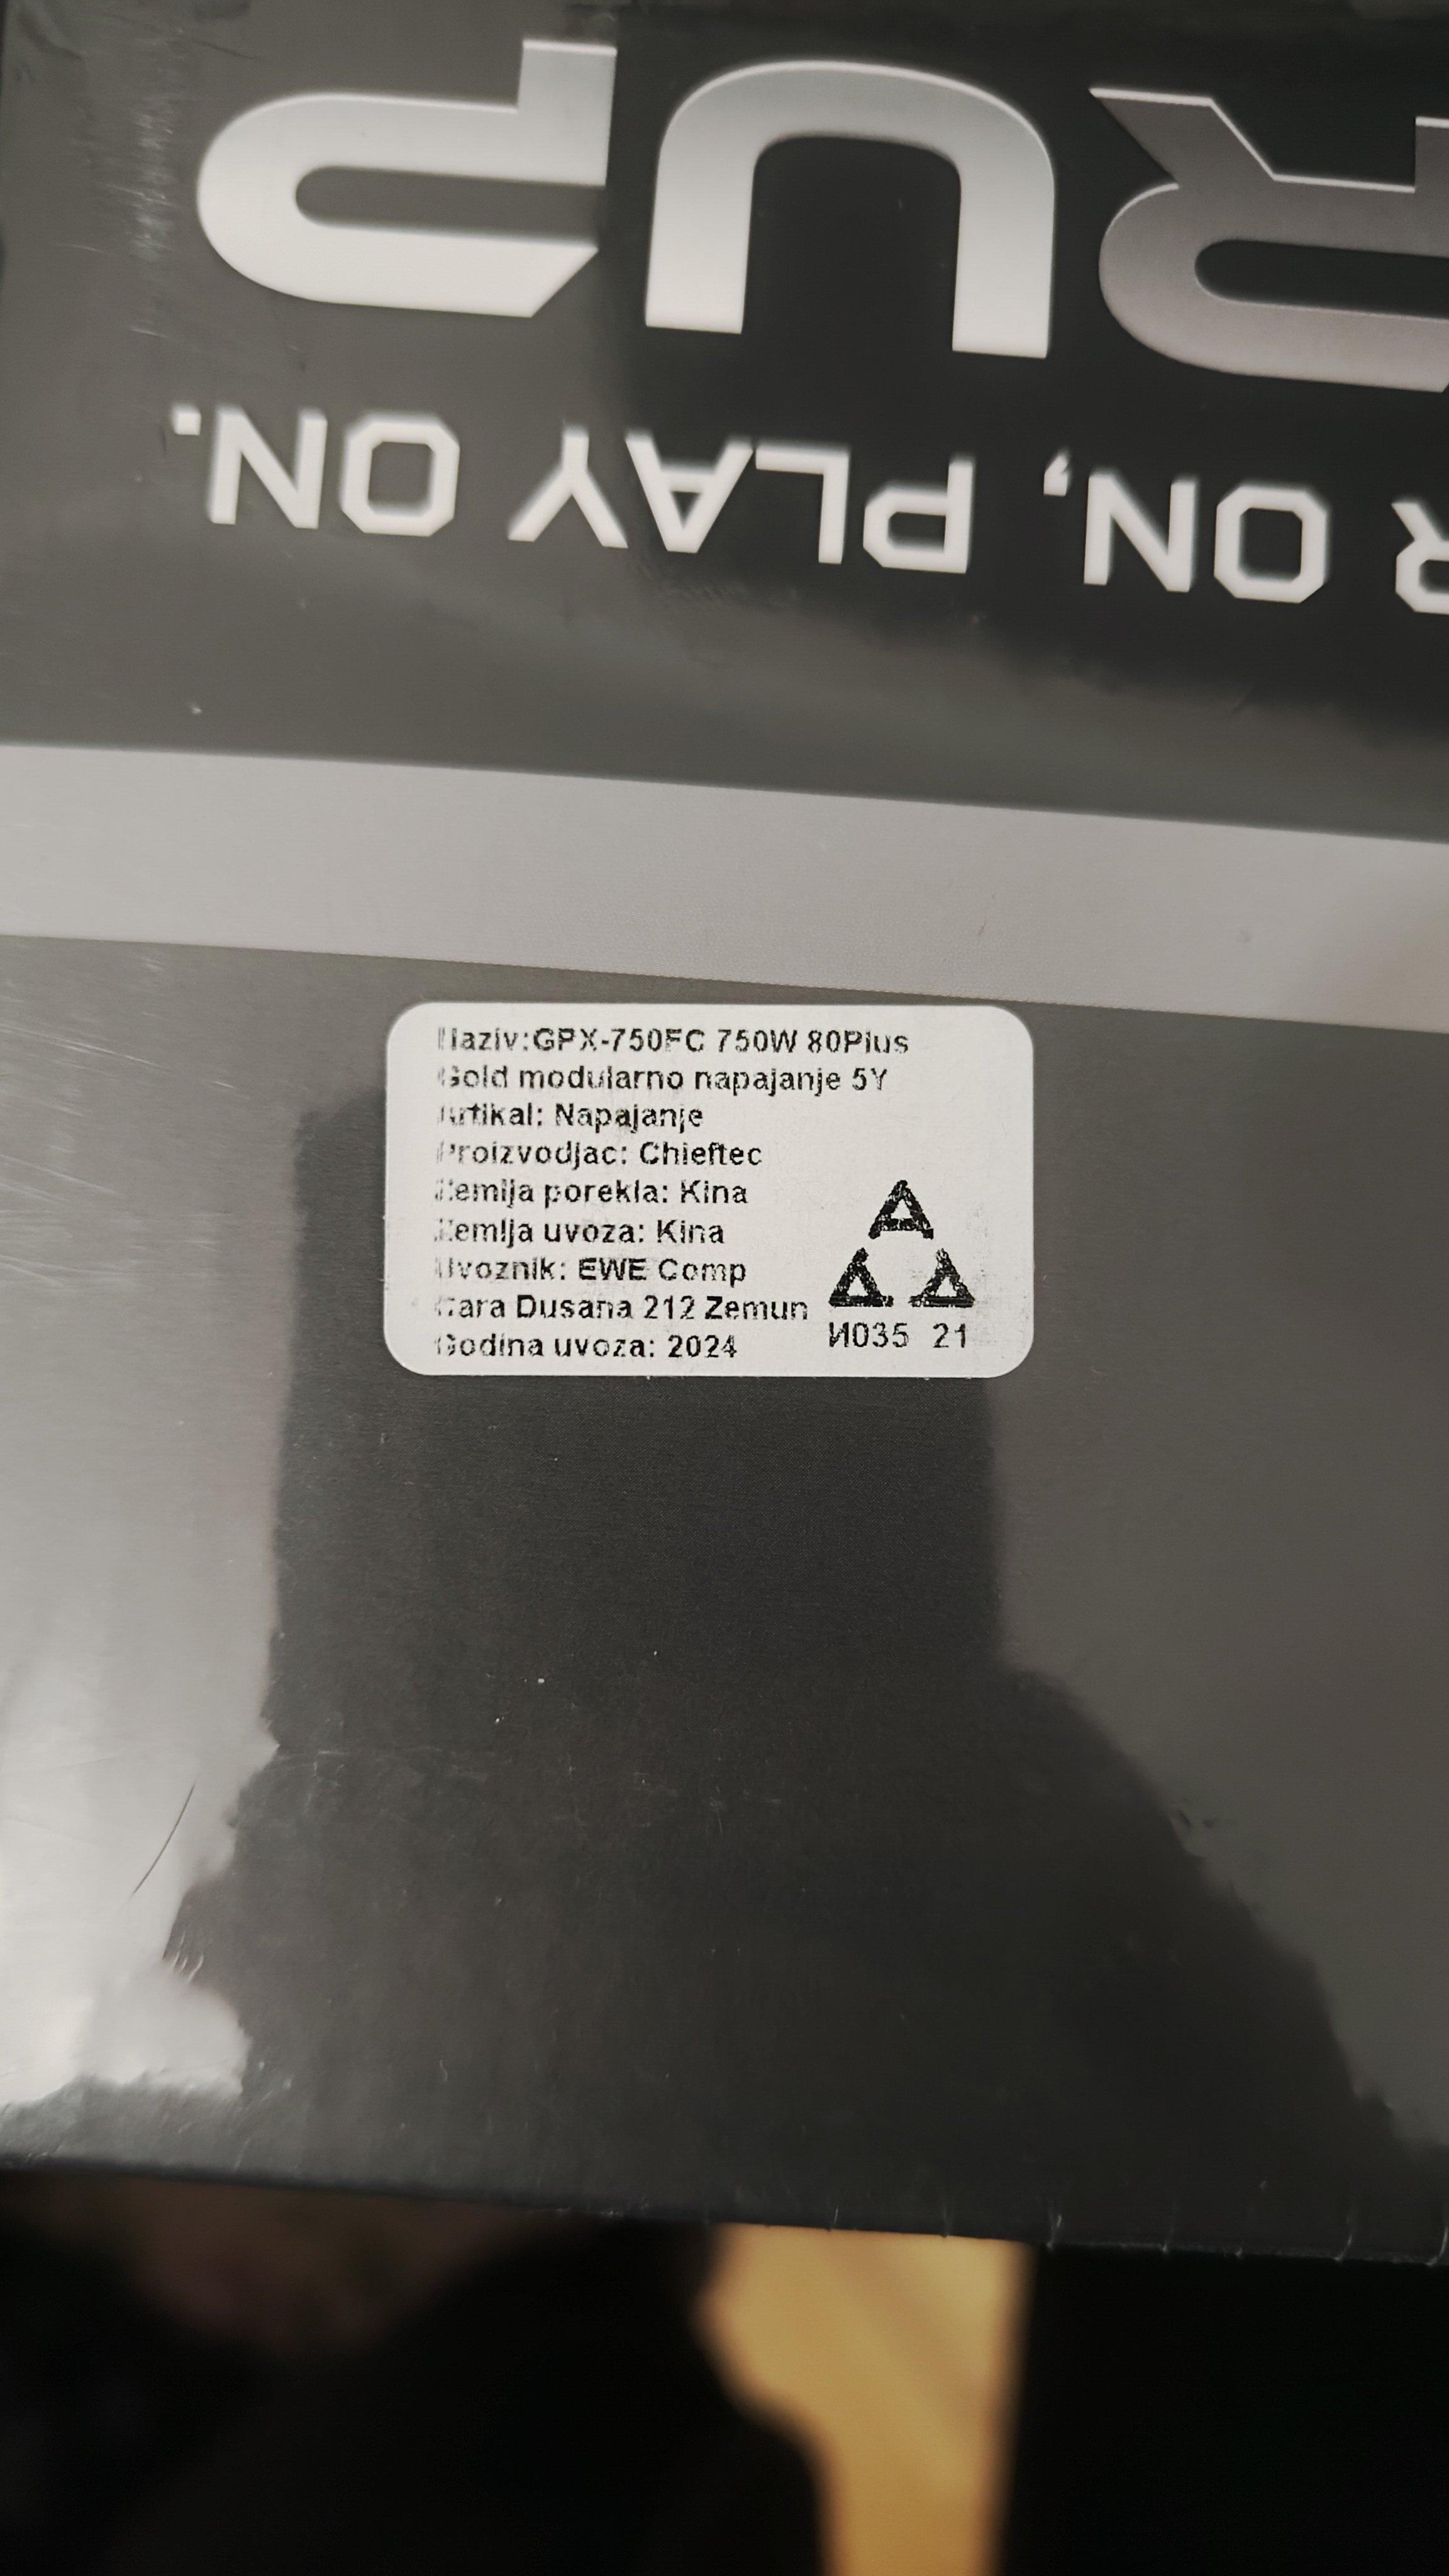 UP
R ON, PLAY ON.
Naziv:GPX-750FC 750W 80Plus
Gold modularno napajanje 5Y
Artikal: Napajanje
Proizvodjac: Chieftec
Zemlja porekla: Kina
Zemlja uvoza: Kina
Uvoznik: EWE Comp
Cara Dusana 212 Zemun
Godina uvoza: 2024
И035 21